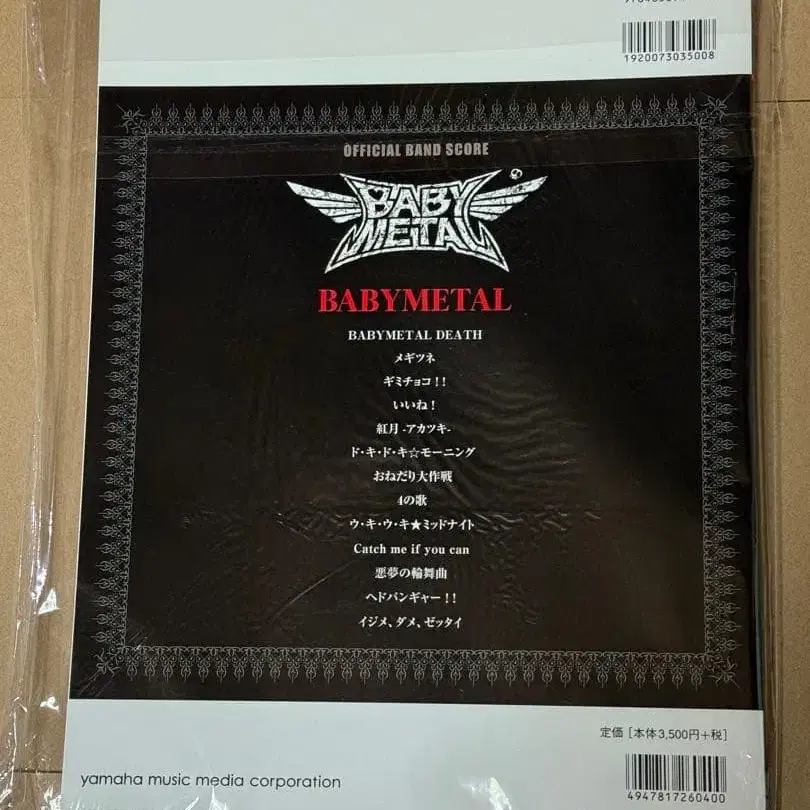 1920073035008
OFFICIAL BAND SCORE
BABY
METAL
BABYMETAL
BABYMETAL DEATH
メギツネ
ギミチョコ！！
いいね！
紅月 -アカツキ-
ド・キ・ド・キ☆モーニング
おねだり大作戦
4の歌
ウ・キ・ウ・キ★ミッドナイト
Catch me if you can
悪夢の輪舞曲
ヘドバンギャー！！
イジメ、ダメ、ゼッタイ
定価 [本体3,500円+税]
yamaha music media corporation
4947817260400